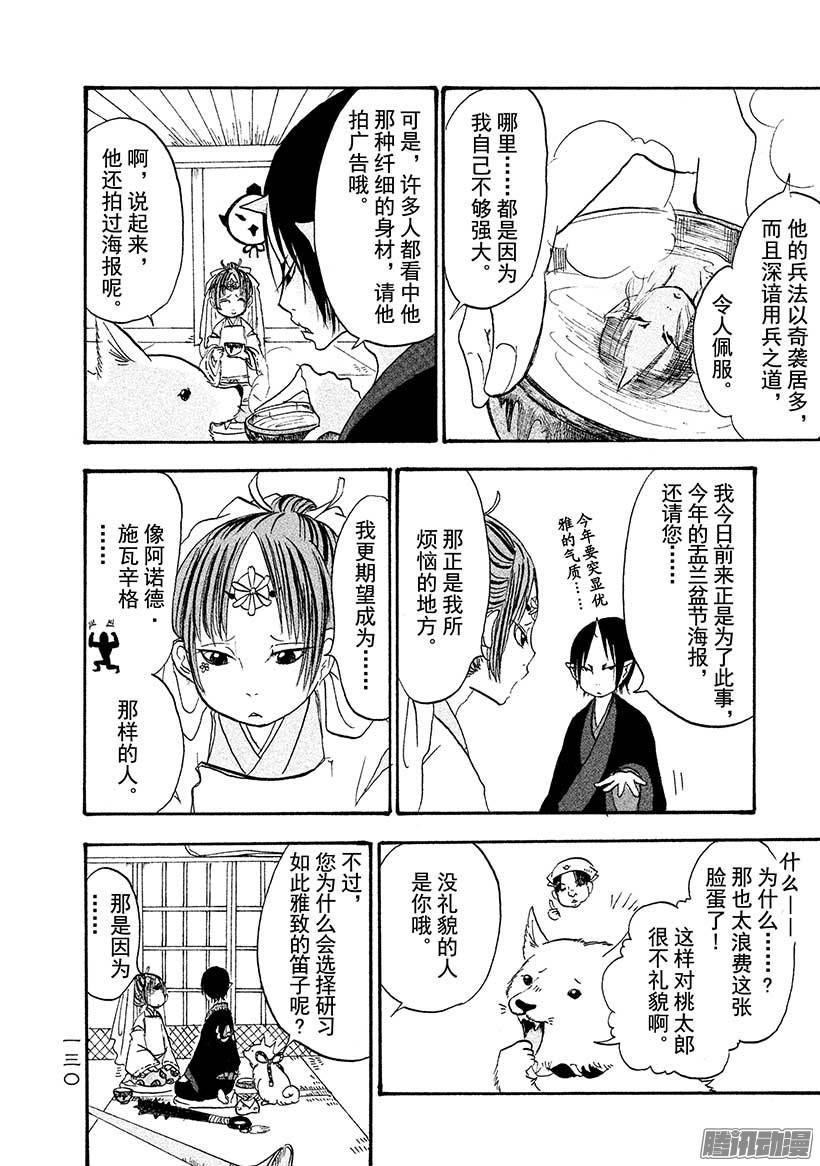 他的兵法以奇袭居多，
而且深谙用兵之道，
令人佩服。
哪里……都是因为
我自己不够强大。
可是，许多人都看中他
那种纤细的身材，请他
拍广告哦。
啊，说起来，
他还拍过海报呢。
我今日前来正是为了此事，
今年的盂兰盆节海报，
还请您……
今年要突显优
雅的气质……
那正是我所
烦恼的地方。
我更期望成为……
像阿诺德·
施瓦辛格
……
那样的人。
什么——
为什么……？
那也太浪费这张
脸蛋了！
这样对桃太郎
很不礼貌啊。
没礼貌的人
是你哦。
不过，
您为什么会选择研习
如此雅致的笛子呢？
那是因为
……
一三〇
腾讯动漫